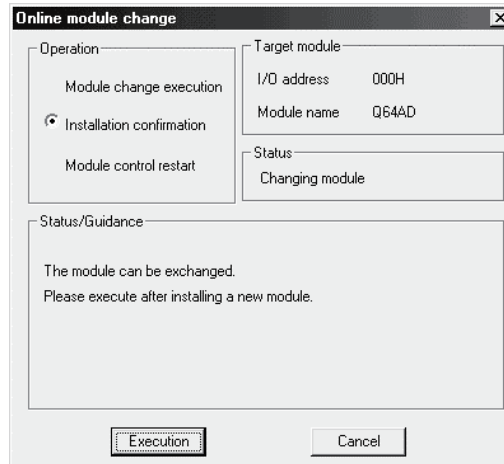 Online module change
Operation
Module change execution
Installation confirmation
Module control restart
Target module
I/O address 000H
Module name Q64AD
Status
Changing module
Status/Guidance
The module can be exchanged.
Please execute after installing a new module.
Execution
Cancel